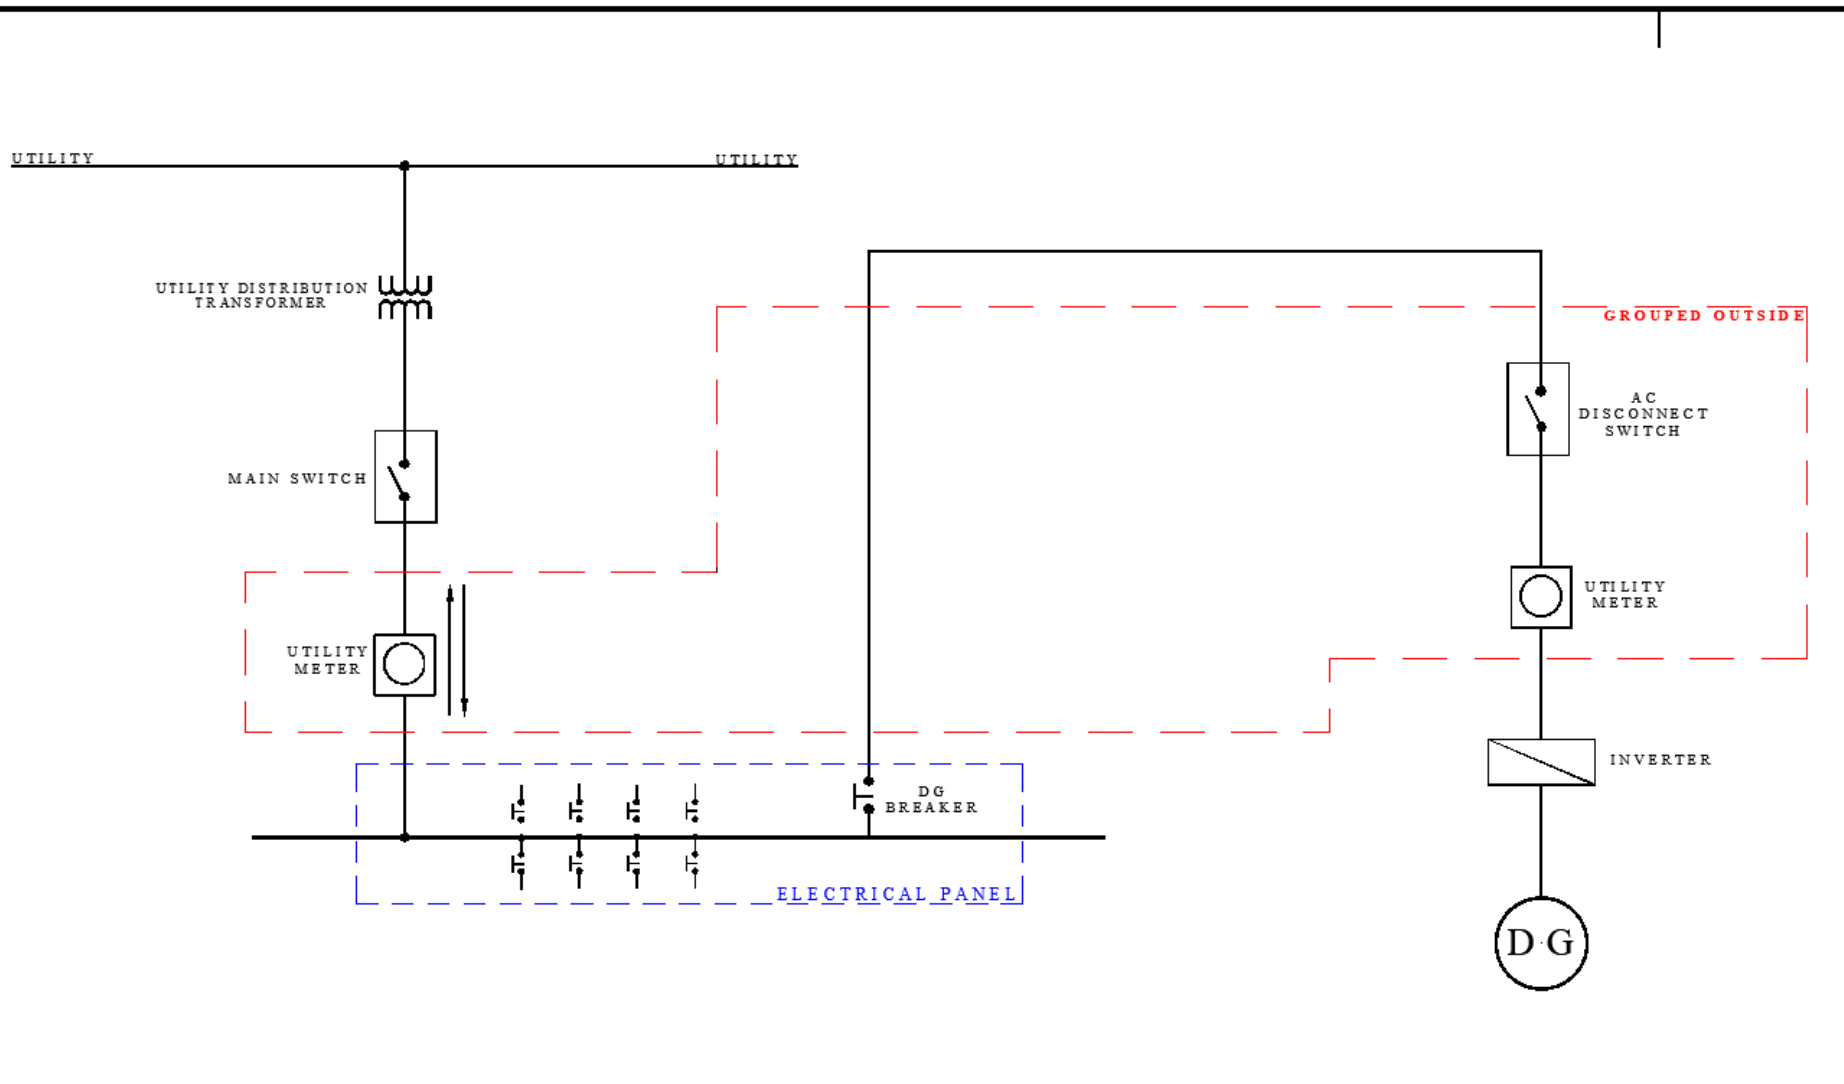 UTILITY
UTILITY
UTILITY DISTRIBUTION
TRANSFORMER
GROUPED OUTSIDE
AC
DISCONNECT
SWITCH
MAIN SWITCH
UTILITY
METER
UTILITY
METER
INVERTER
DG
BREAKER
ELECTRICAL PANEL
D·G